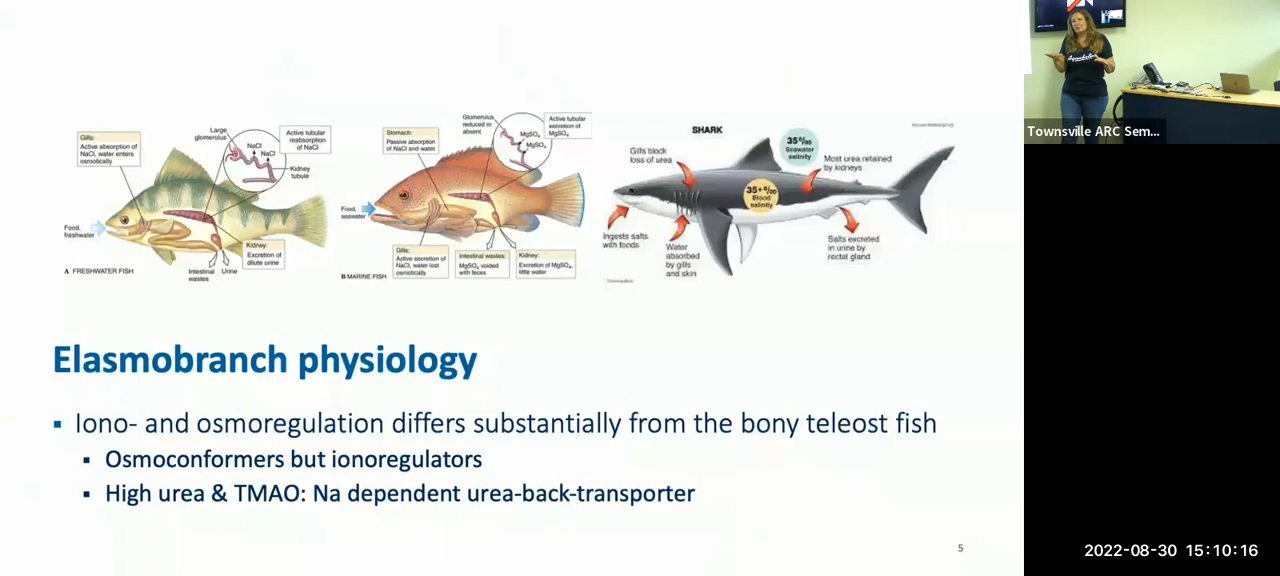 Gills:
Active absorption of
NaCl, water enters
osmotically
Large
glomerulus
NaCl
NaCl
Active tubular
reabsorption
of NaCl
Kidney
tubule
Food,
freshwater
Kidney:
Excretion of
dilute urine
Intestinal
wastes
Urine
A FRESHWATER FISH
Stomach:
Passive absorption
of NaCl and water
Glomerulus
reduced or
absent
MgSO₄
MgSO₄
Active tubular
secretion of
MgSO₄
Food,
seawater
Gills:
Active secretion of
NaCl, water lost
osmotically
Intestinal wastes:
MgSO₄ voided
with feces
Kidney:
Excretion of MgSO₄,
little water
B MARINE FISH
SHARK
Gills block
loss of urea
35‰
Seawater
salinity
Most urea retained
by kidneys
35+‰
Blood
salinity
Ingests salts
with foods
Water
absorbed
by gills
and skin
Salts excreted
in urine by
rectal gland
Elasmobranch physiology
▪ Iono- and osmoregulation differs substantially from the bony teleost fish
▪ Osmoconformers but ionoregulators
▪ High urea & TMAO: Na dependent urea-back-transporter
5
Townsville ARC Sem...
2022-08-30 15:10:16